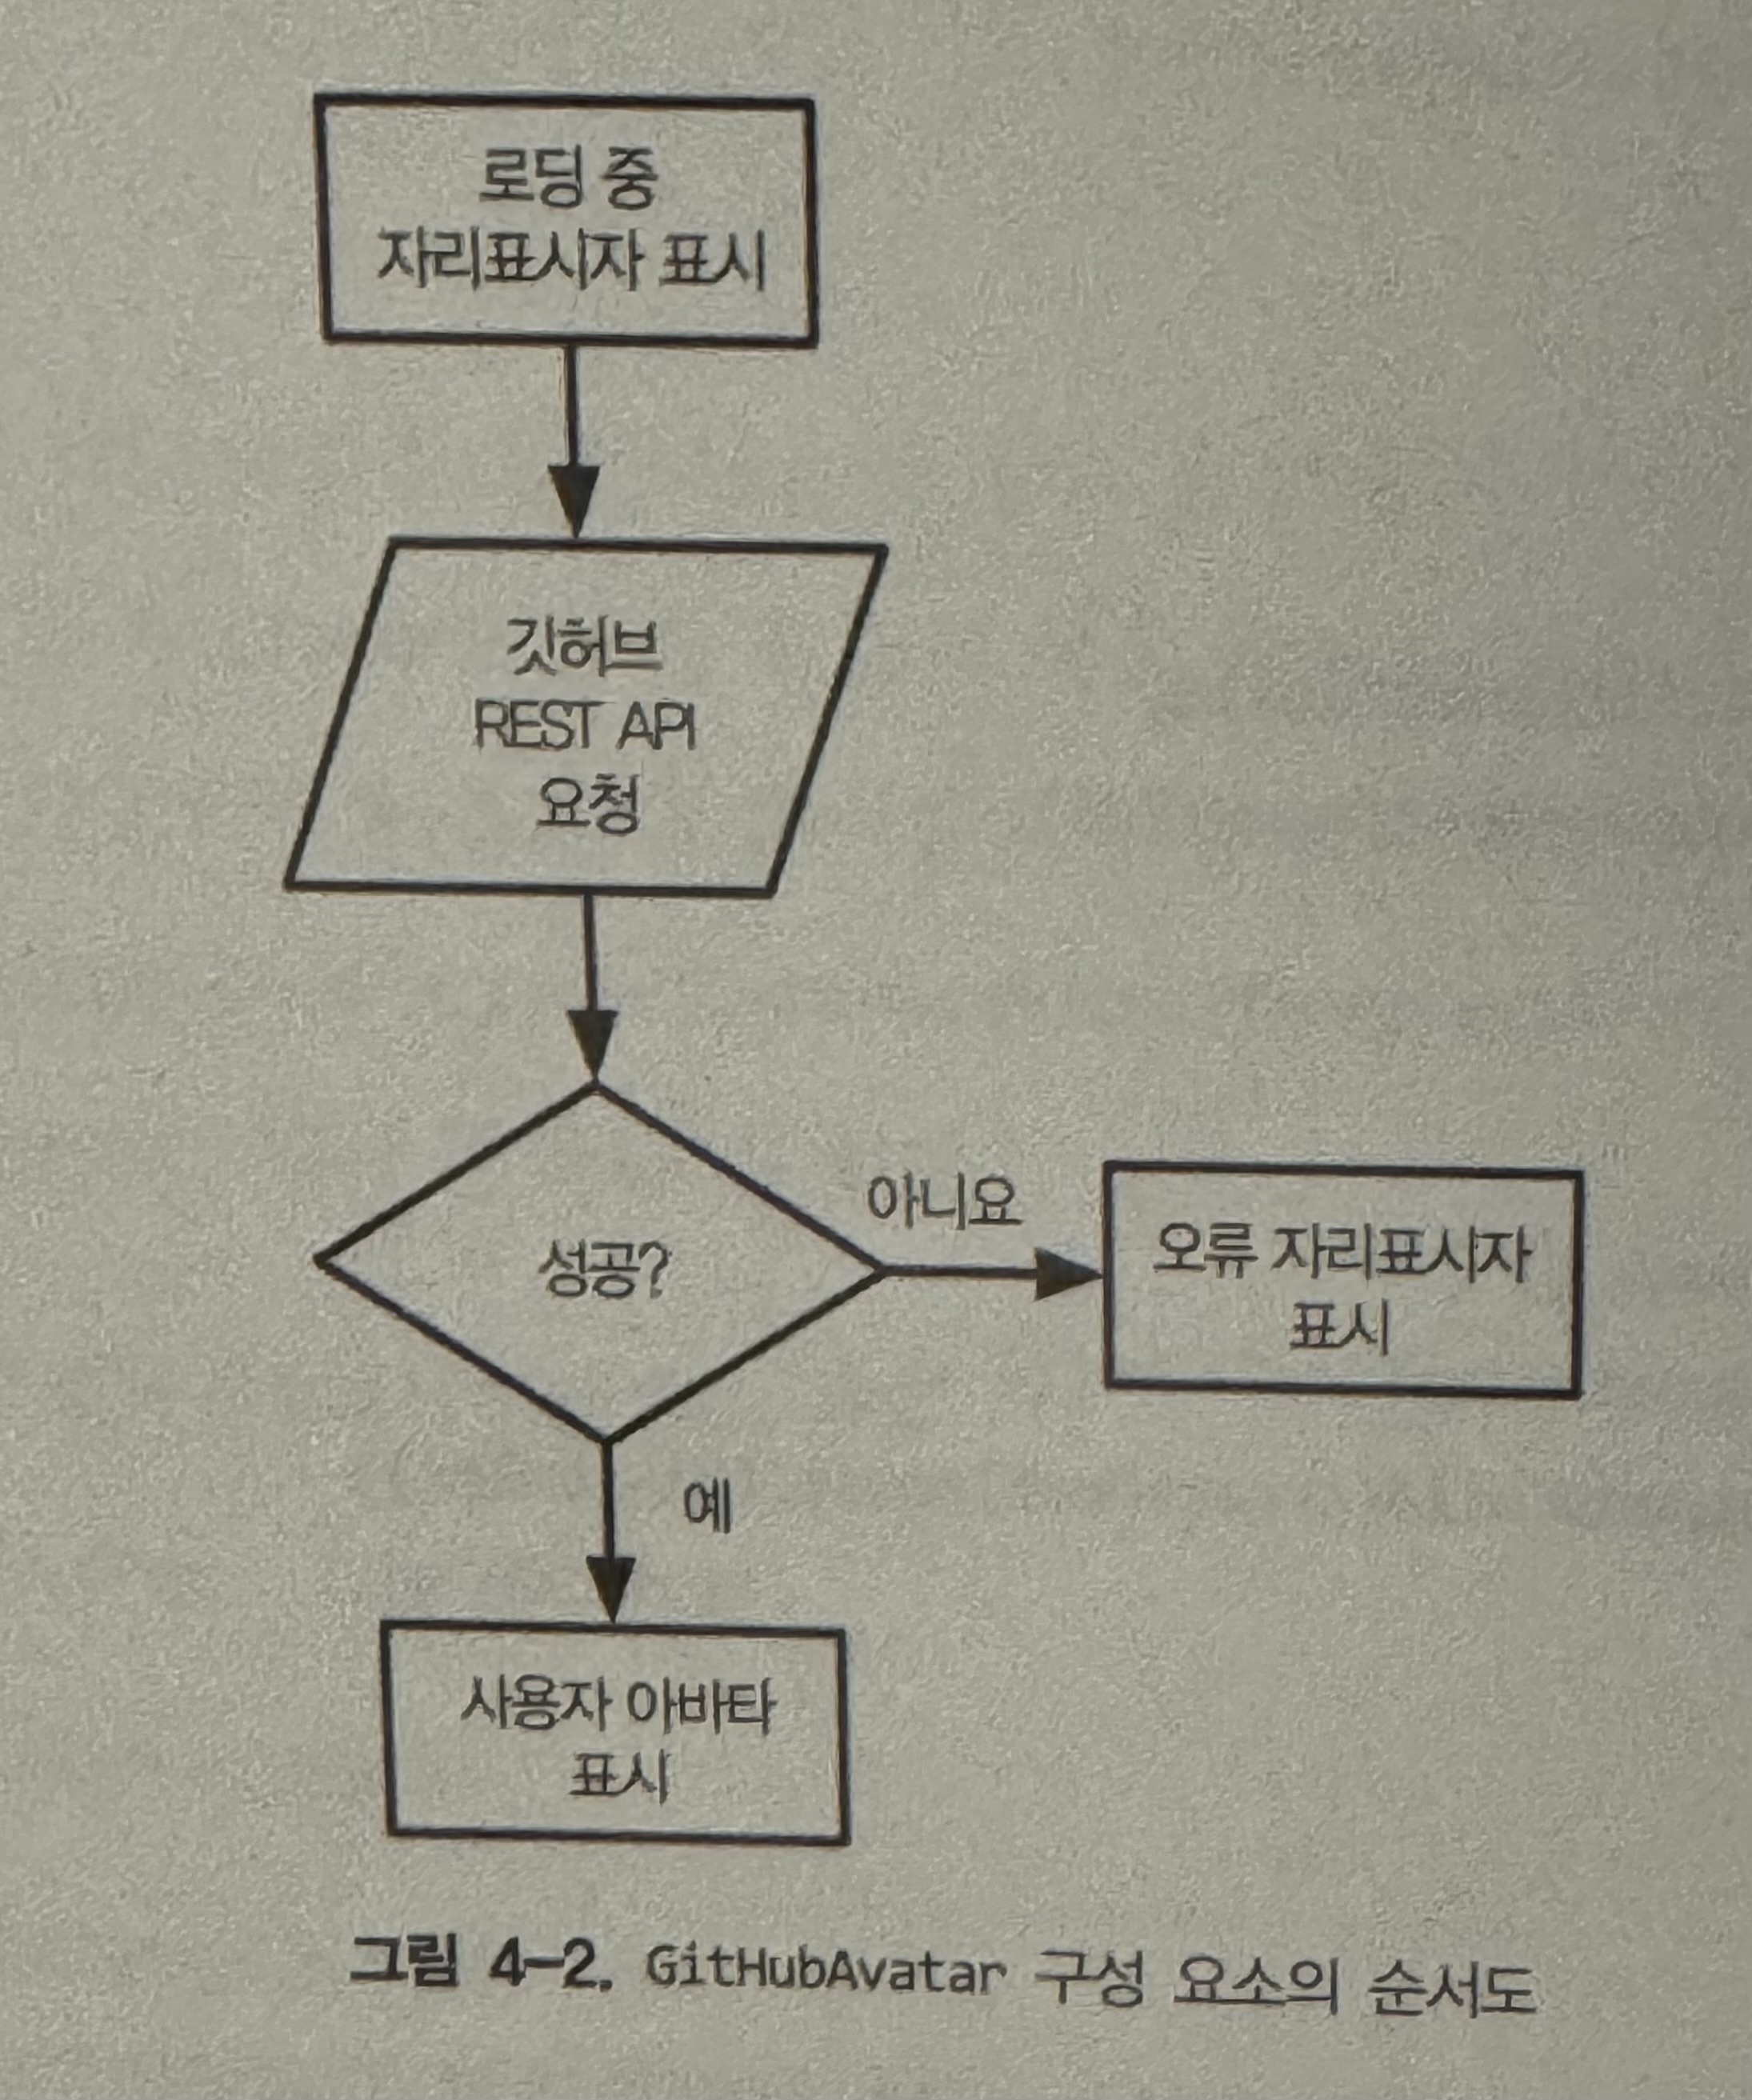 로딩 중
자리표시자 표시
깃허브
REST API
요청
성공?
아니요
오류 자리표시자
표시
예
사용자 아바타
표시
그림 4-2. GitHubAvatar 구성 요소의 순서도